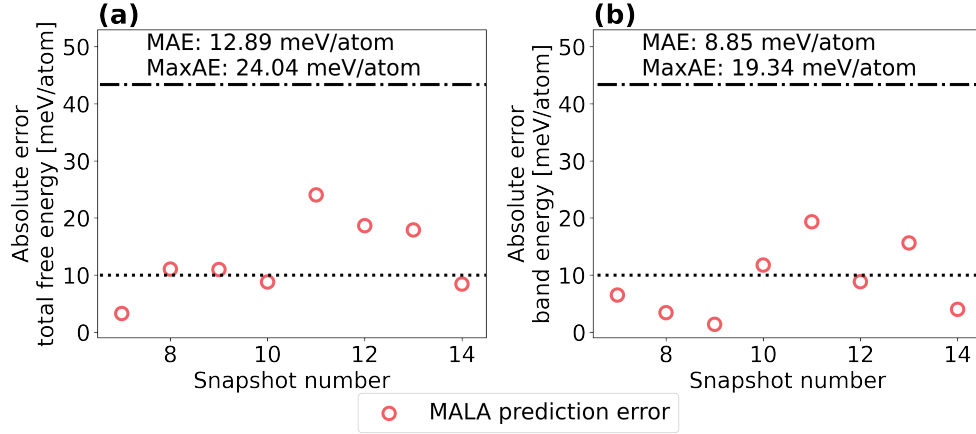 (a)
MAE: 12.89 meV/atom
MaxAE: 24.04 meV/atom
Absolute error
total free energy [meV/atom]
50
40
30
20
10
0
8
10
12
14
Snapshot number
(b)
MAE: 8.85 meV/atom
MaxAE: 19.34 meV/atom
Absolute error
band energy [meV/atom]
50
40
30
20
10
0
8
10
12
14
Snapshot number
MALA prediction error